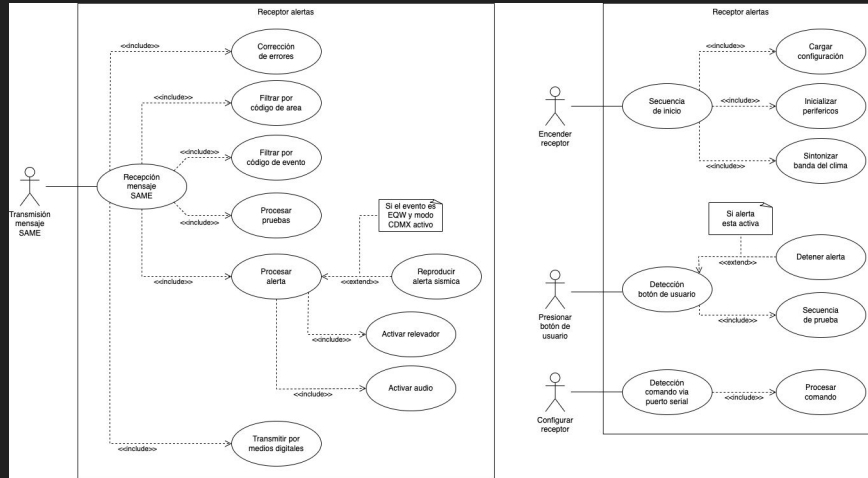 Receptor alertas
<<include>>
Corrección
de errores
<<include>>
Filtrar por
código de area
<<include>>
Filtrar por
código de evento
Recepción
mensaje
SAME
Transmisión
mensaje
SAME
<<include>>
Procesar
pruebas
Si el evento es
EQW y modo
CDMX activo
<<include>>
Procesar
alerta
<<extend>>
Reproducir
alerta sismica
<<include>>
Activar relevador
<<include>>
Activar audio
<<include>>
Transmitir por
medios digitales
Receptor alertas
<<include>>
Cargar
configuración
Encender
receptor
Secuencia
de inicio
<<include>>
Inicializar
perifericos
<<include>>
Sintonizar
banda del clima
Si alerta
esta activa
<<extend>>
Detener alerta
Presionar
botón de
usuario
Detección
botón de usuario
<<include>>
Secuencia
de prueba
Configurar
receptor
Detección
comando via
puerto serial
<<include>>
Procesar
comando